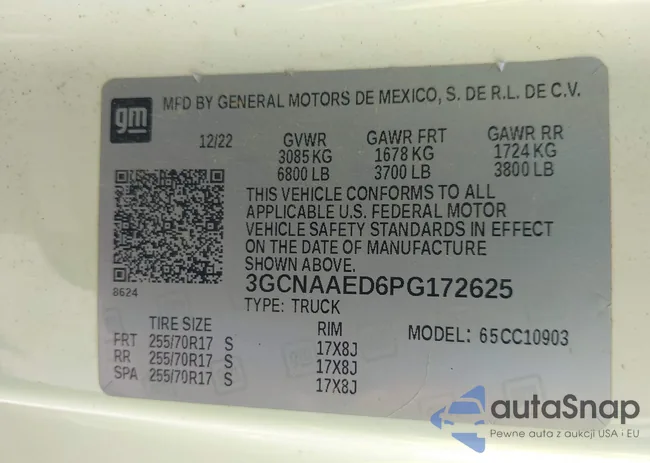 gm
MFD BY GENERAL MOTORS DE MEXICO, S. DE R.L. DE C.V.
12/22 GVWR GAWR FRT GAWR RR
3085 KG 1678 KG 1724 KG
6800 LB 3700 LB 3800 LB
THIS VEHICLE CONFORMS TO ALL
APPLICABLE U.S. FEDERAL MOTOR
VEHICLE SAFETY STANDARDS IN EFFECT
ON THE DATE OF MANUFACTURE
SHOWN ABOVE.
8624
3GCNAAED6PG172625
TYPE: TRUCK
TIRE SIZE RIM MODEL: 65CC10903
FRT 255/70R17 S 17X8J
RR 255/70R17 S 17X8J
SPA 255/70R17 S 17X8J
autaSnap
Pewne auta z aukcji USA • EU